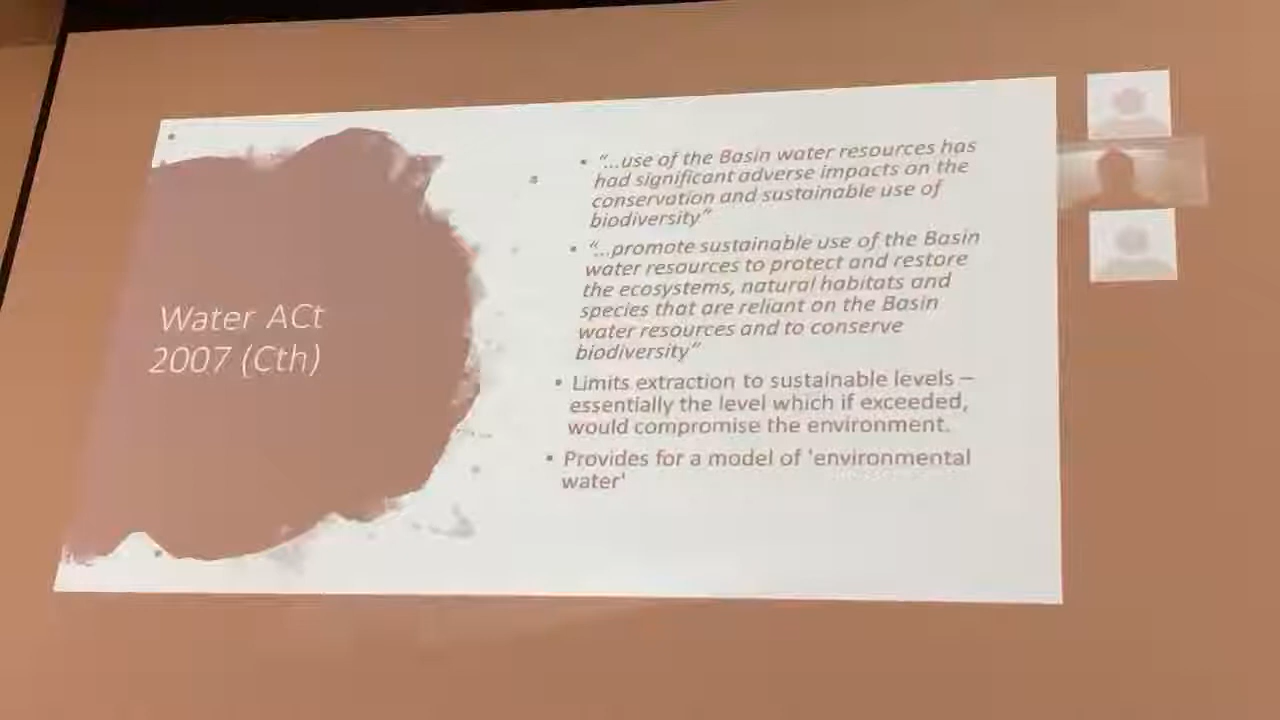 Water ACt
2007 (Cth)
• "...use of the Basin water resources has
had significant adverse impacts on the
conservation and sustainable use of
biodiversity"
• "...promote sustainable use of the Basin
water resources to protect and restore
the ecosystems, natural habitats and
species that are reliant on the Basin
water resources and to conserve
biodiversity"
• Limits extraction to sustainable levels –
essentially the level which if exceeded,
would compromise the environment.
• Provides for a model of 'environmental
water'